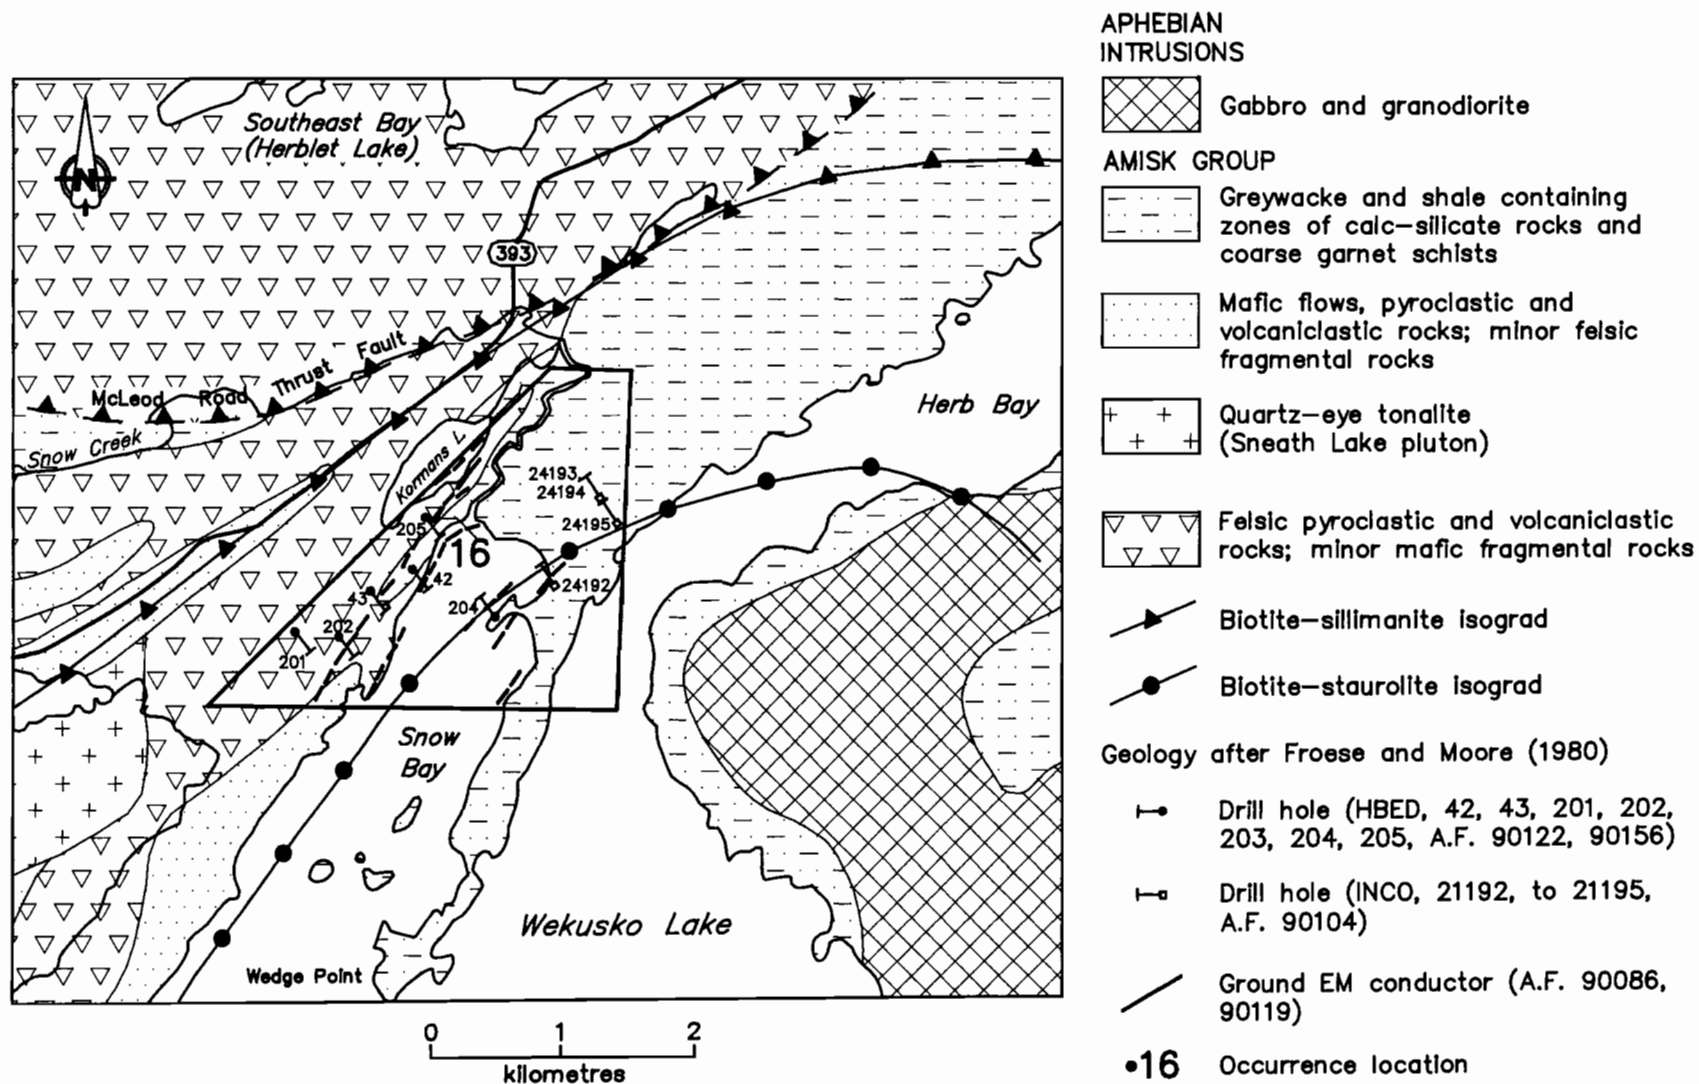 Southeast Bay
(Herblet Lake)
N
393
McLeod Road Thrust Fault
Snow Creek
Kormans L.
Herb Bay
24193
24194
24195
205
16
42
24192
43
204
202
201
Snow
Bay
Wekusko Lake
Wedge Point
0 1 2
kilometres
APHEBIAN
INTRUSIONS
Gabbro and granodiorite
AMISK GROUP
Greywacke and shale containing
zones of calc-silicate rocks and
coarse garnet schists
Mafic flows, pyroclastic and
volcaniclastic rocks; minor felsic
fragmental rocks
Quartz-eye tonalite
(Sneath Lake pluton)
Felsic pyroclastic and volcaniclastic
rocks; minor mafic fragmental rocks
Biotite-sillimanite isograd
Biotite-staurolite isograd
Geology after Froese and Moore (1980)
Drill hole (HBED, 42, 43, 201, 202,
203, 204, 205, A.F. 90122, 90156)
Drill hole (INCO, 21192, to 21195,
A.F. 90104)
Ground EM conductor (A.F. 90086,
90119)
•16 Occurrence location